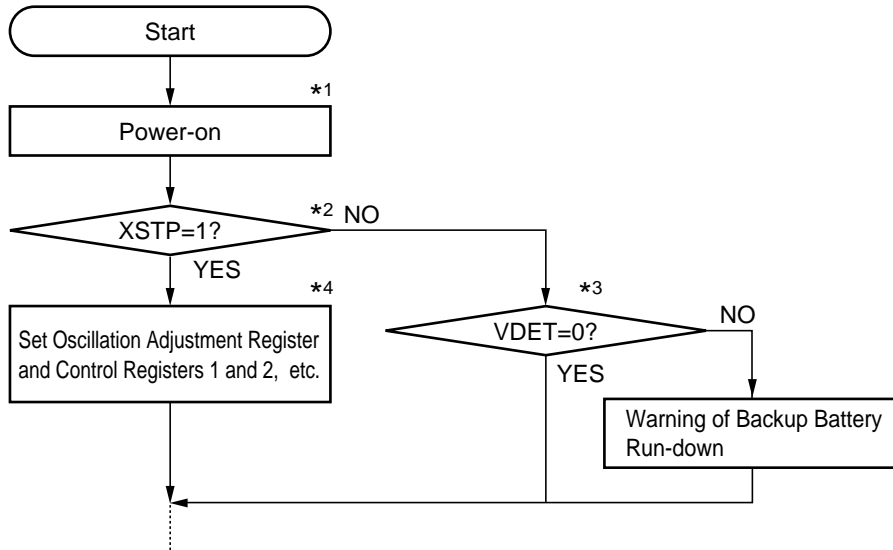 Start
*1
Power-on
*2
XSTP=1?
NO
YES
*4
*3
Set Oscillation Adjustment Register
and Control Registers 1 and 2, etc.
VDET=0?
NO
YES
Warning of Backup Battery
Run-down